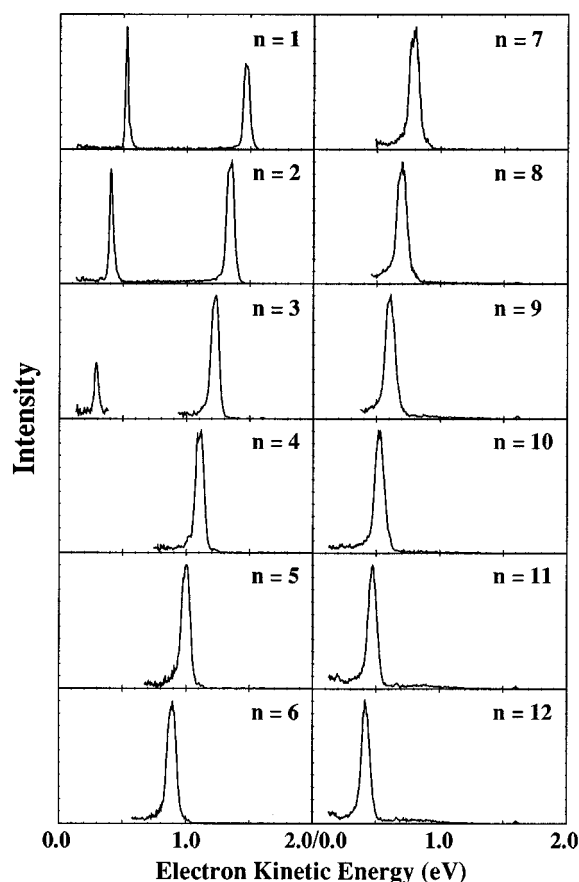 n = 1
n = 7
n = 2
n = 8
n = 3
n = 9
Intensity
n = 4
n = 10
n = 5
n = 11
n = 6
n = 12
0.0 1.0 2.0/0.0 1.0 2.0
Electron Kinetic Energy (eV)